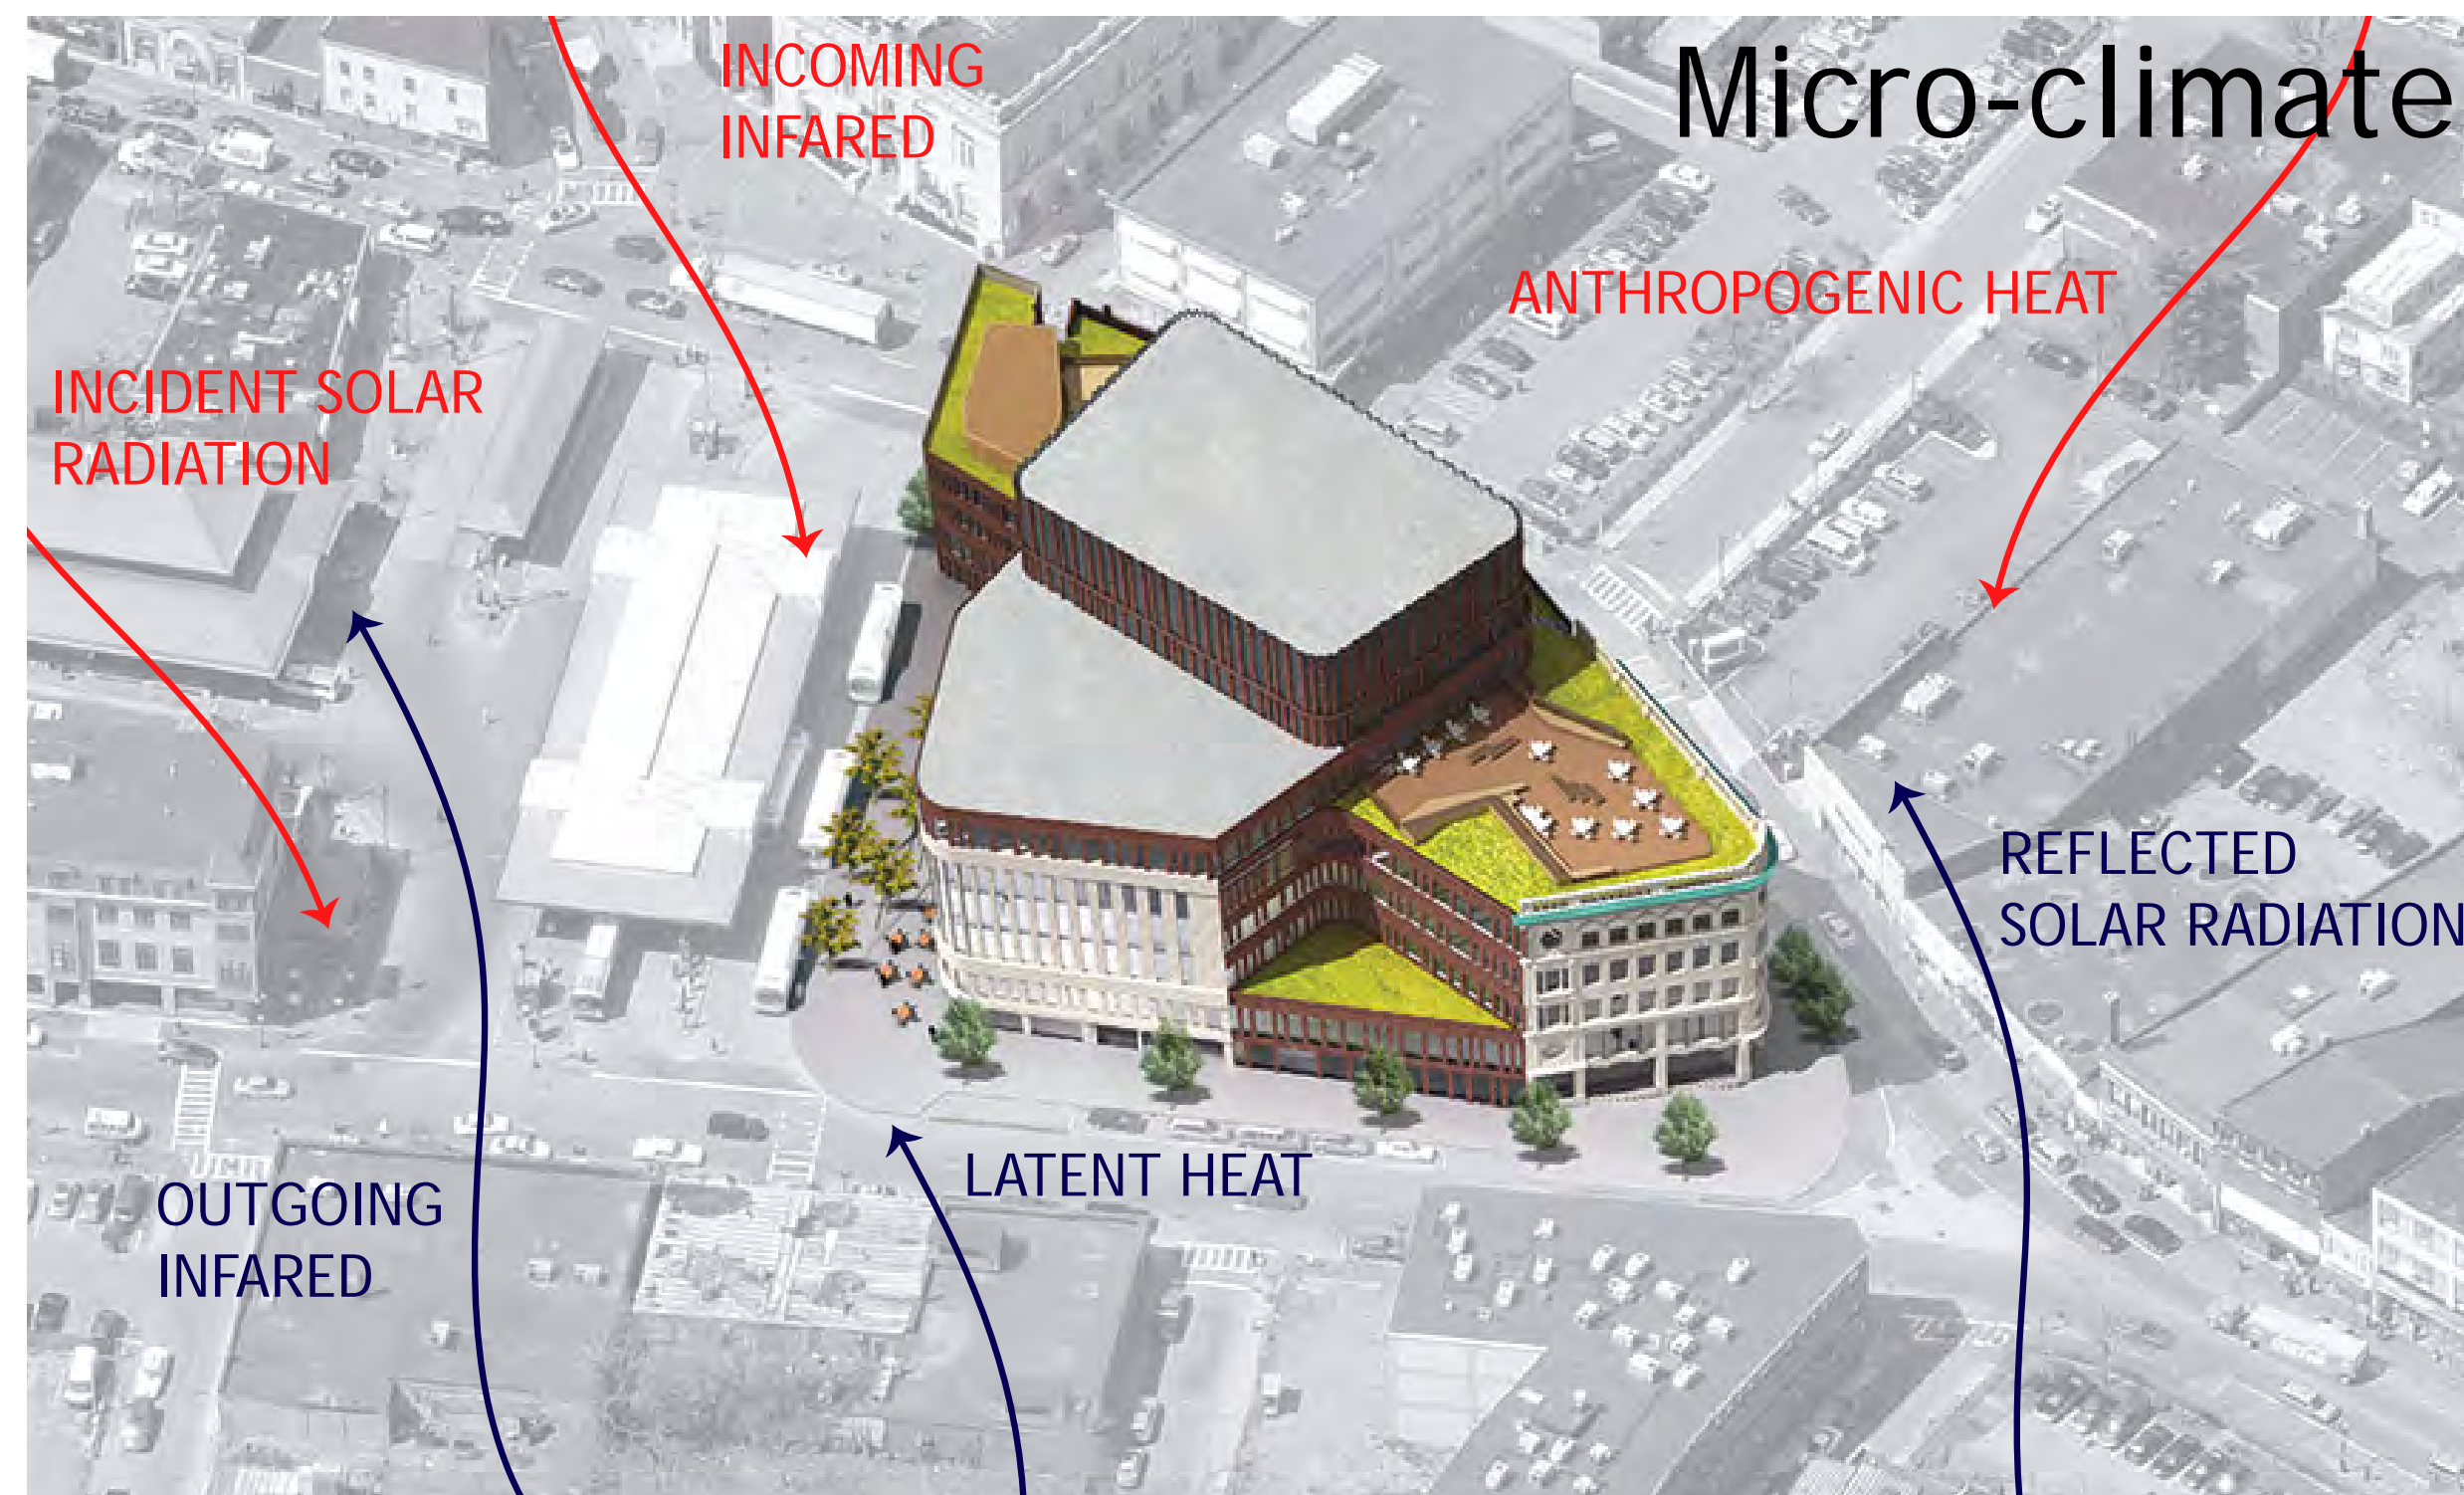 Micro-climate
INCOMING
INFARED
ANTHROPOGENIC HEAT
INCIDENT SOLAR
RADIATION
REFLECTED
SOLAR RADIATION
LATENT HEAT
OUTGOING
INFARED